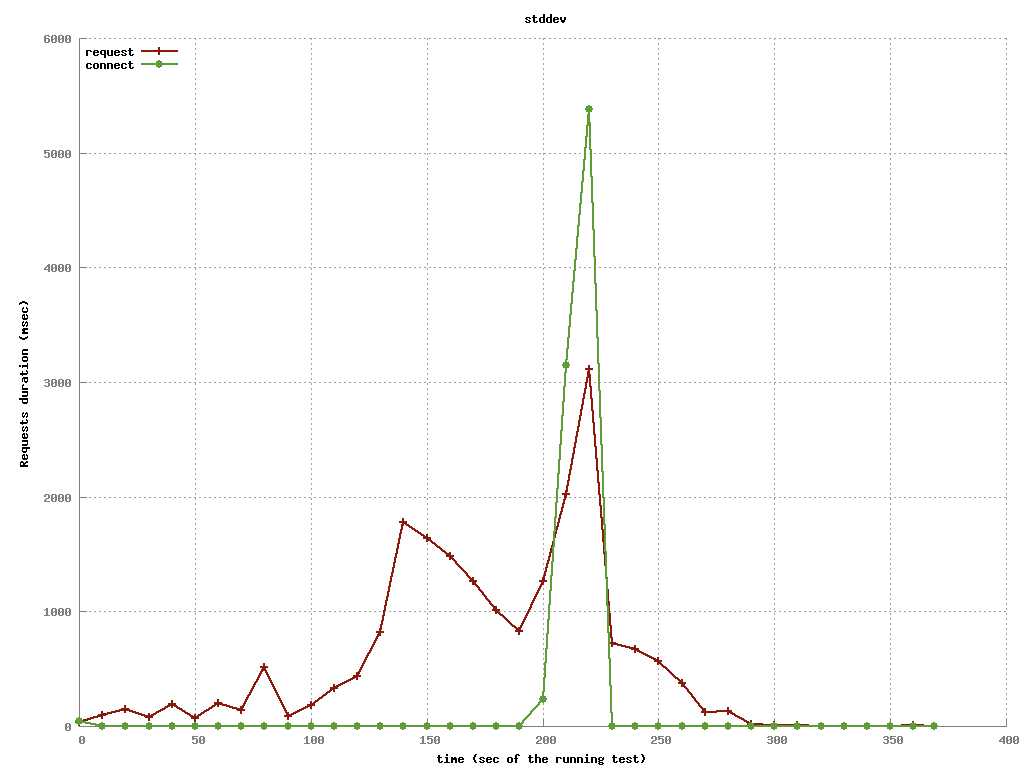 stddev
6000
request
connect
5000
4000
3000
2000
1000
0
Requests duration (msec)
0 50 100 150 200 250 300 350 400
time (sec of the running test)